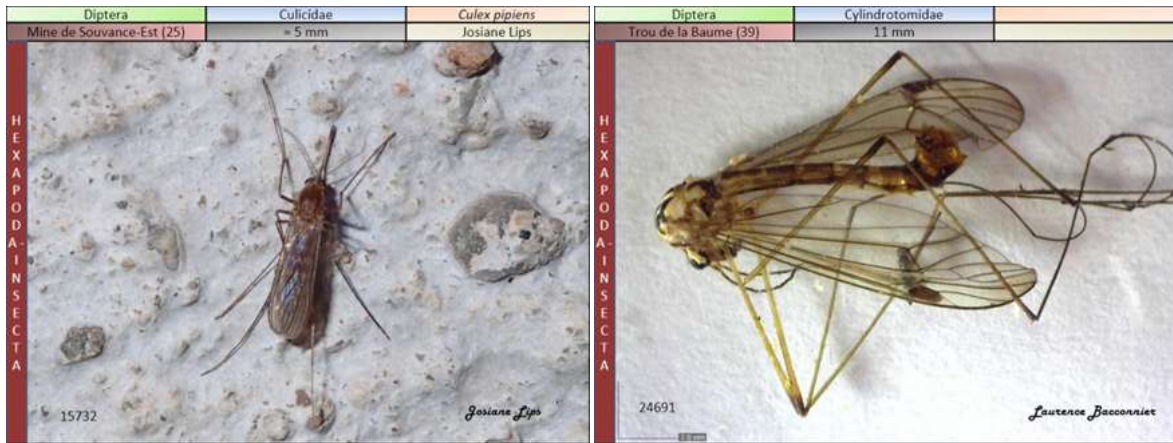 Diptera
Culicidae
Culex pipiens
Mine de Souvance-Est (25)
≈ 5 mm
Josiane Lips
HEXAPODA-INSECTA
15732
Josiane Lips
Diptera
Cylindrotomidae
Trou de la Baume (39)
11 mm
HEXAPODA-INSECTA
24691
Laurence Bacconnier